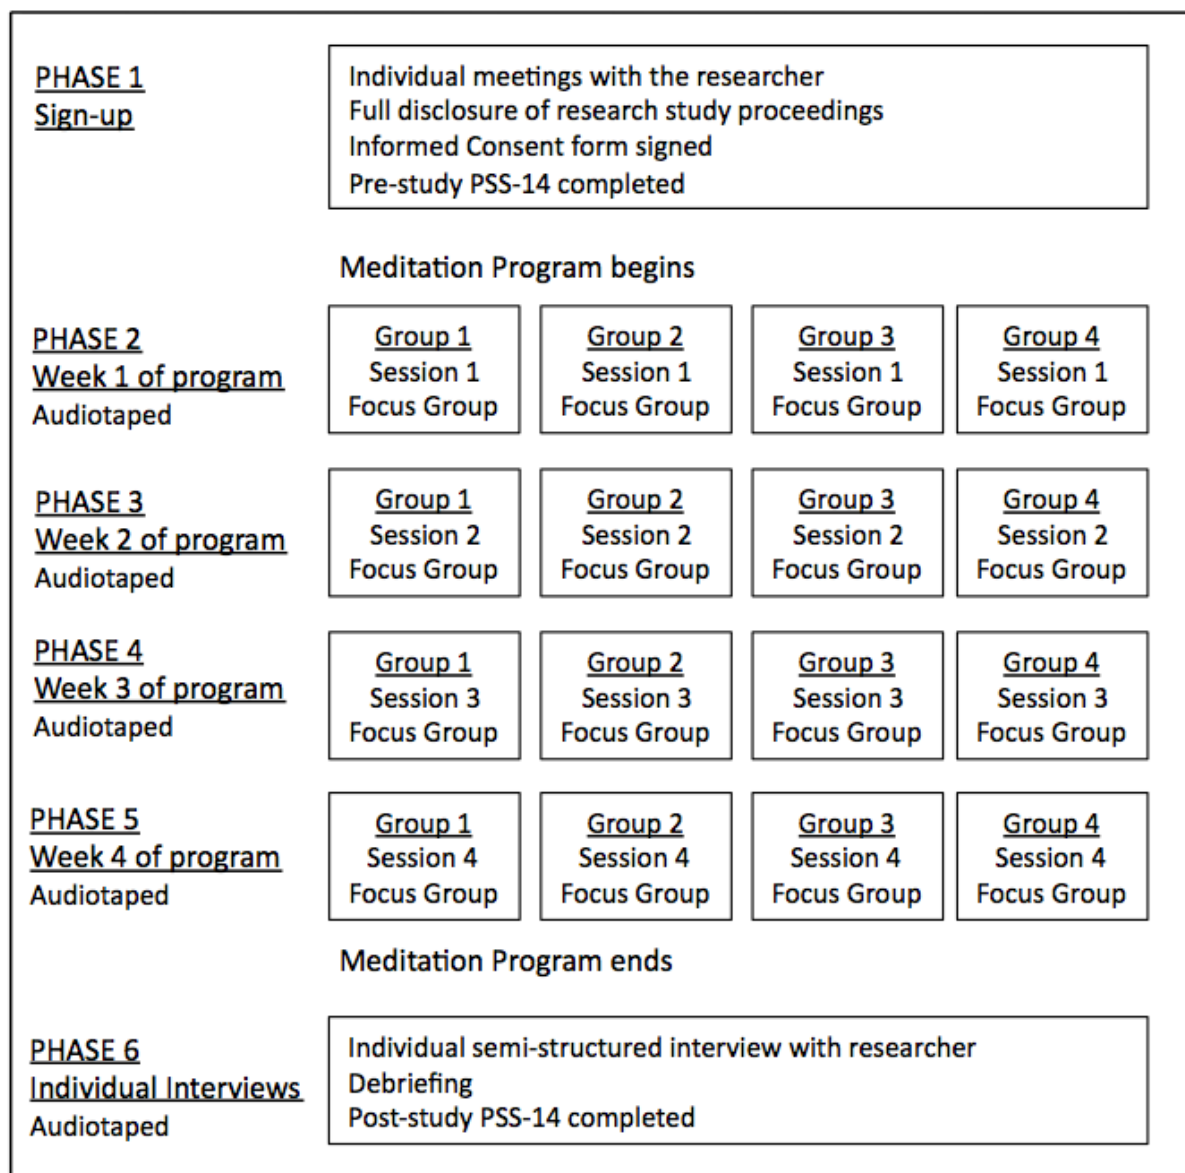 PHASE 1
Sign-up
Individual meetings with the researcher
Full disclosure of research study proceedings
Informed Consent form signed
Pre-study PSS-14 completed
Meditation Program begins
PHASE 2
Week 1 of program
Audiotaped
Group 1
Session 1
Focus Group
Group 2
Session 1
Focus Group
Group 3
Session 1
Focus Group
Group 4
Session 1
Focus Group
PHASE 3
Week 2 of program
Audiotaped
Group 1
Session 2
Focus Group
Group 2
Session 2
Focus Group
Group 3
Session 2
Focus Group
Group 4
Session 2
Focus Group
PHASE 4
Week 3 of program
Audiotaped
Group 1
Session 3
Focus Group
Group 2
Session 3
Focus Group
Group 3
Session 3
Focus Group
Group 4
Session 3
Focus Group
PHASE 5
Week 4 of program
Audiotaped
Group 1
Session 4
Focus Group
Group 2
Session 4
Focus Group
Group 3
Session 4
Focus Group
Group 4
Session 4
Focus Group
Meditation Program ends
PHASE 6
Individual Interviews
Audiotaped
Individual semi-structured interview with researcher
Debriefing
Post-study PSS-14 completed